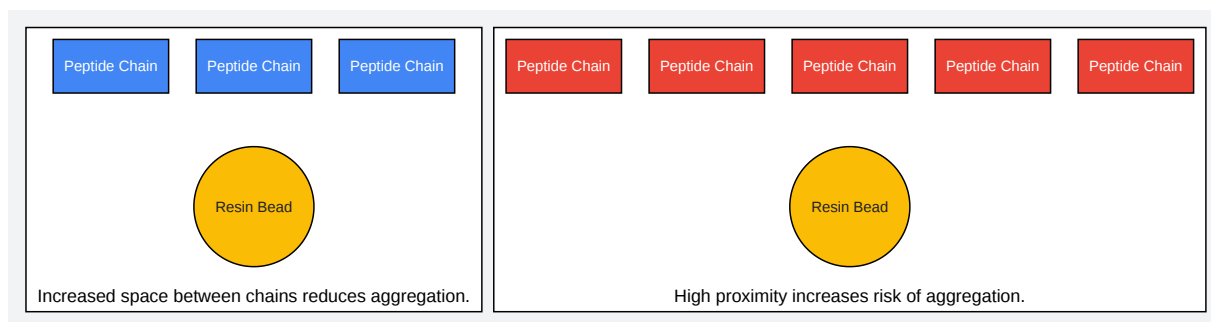 Peptide Chain
Peptide Chain
Peptide Chain
Resin Bead
Increased space between chains reduces aggregation.
Peptide Chain
Peptide Chain
Peptide Chain
Peptide Chain
Peptide Chain
Resin Bead
High proximity increases risk of aggregation.